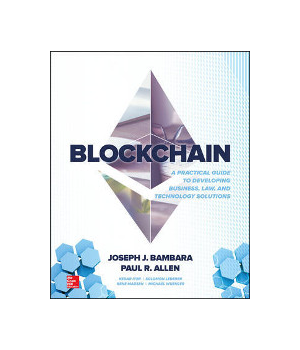 BLOCKCHAIN
A PRACTICAL GUIDE TO
DEVELOPING
BUSINESS, LAW, AND
TECHNOLOGY SOLUTIONS
JOSEPH J. BAMBARA
PAUL R. ALLEN